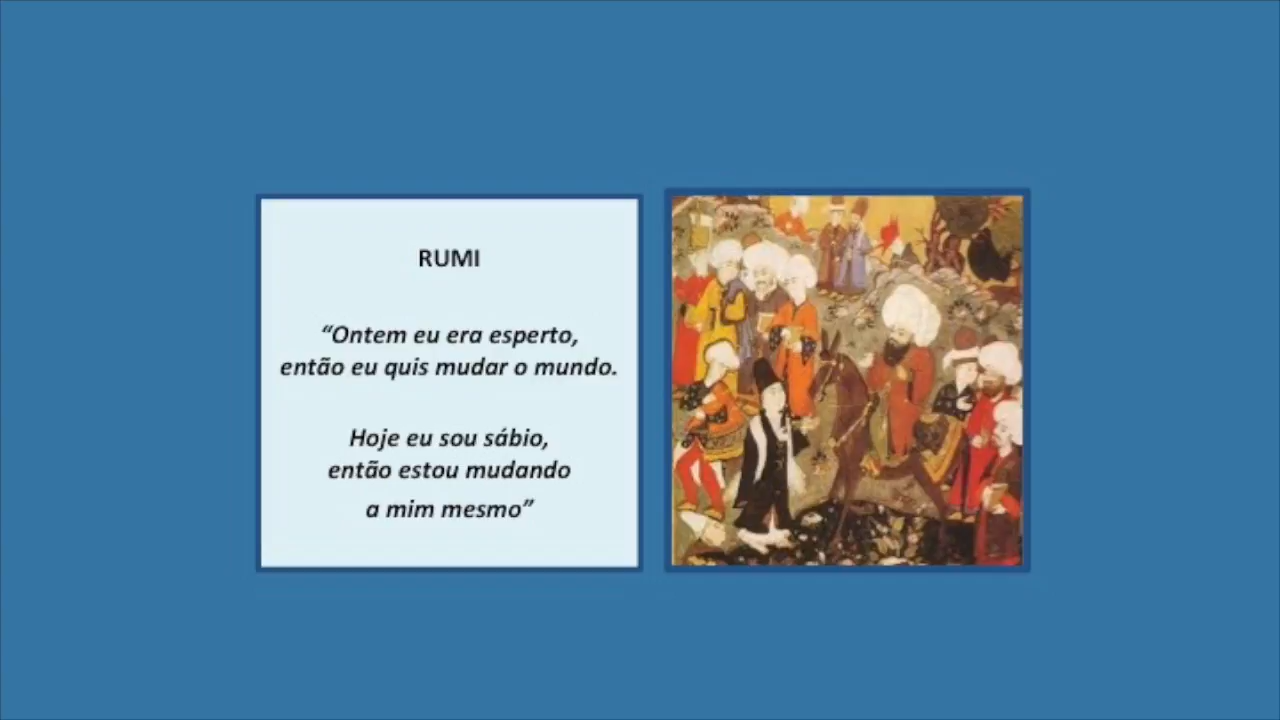 RUMI
“Ontem eu era esperto,
então eu quis mudar o mundo.
Hoje eu sou sábio,
então estou mudando
a mim mesmo”